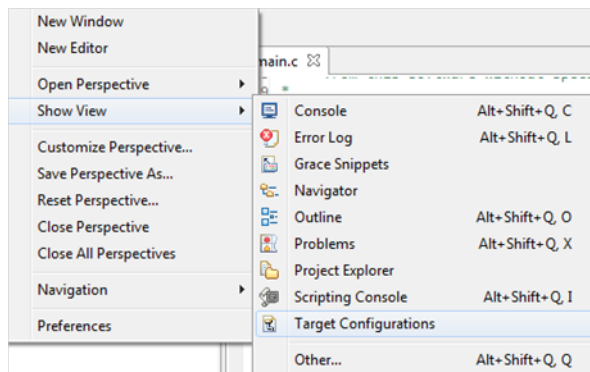 New Window
New Editor
Open Perspective
Show View
Customize Perspective...
Save Perspective As...
Reset Perspective...
Close Perspective
Close All Perspectives
Navigation
Preferences
main.c
*
Console Alt+Shift+Q, C
Error Log Alt+Shift+Q, L
Grace Snippets
Navigator
Outline Alt+Shift+Q, O
Problems Alt+Shift+Q, X
Project Explorer
Scripting Console Alt+Shift+Q, I
Target Configurations
Other... Alt+Shift+Q, Q